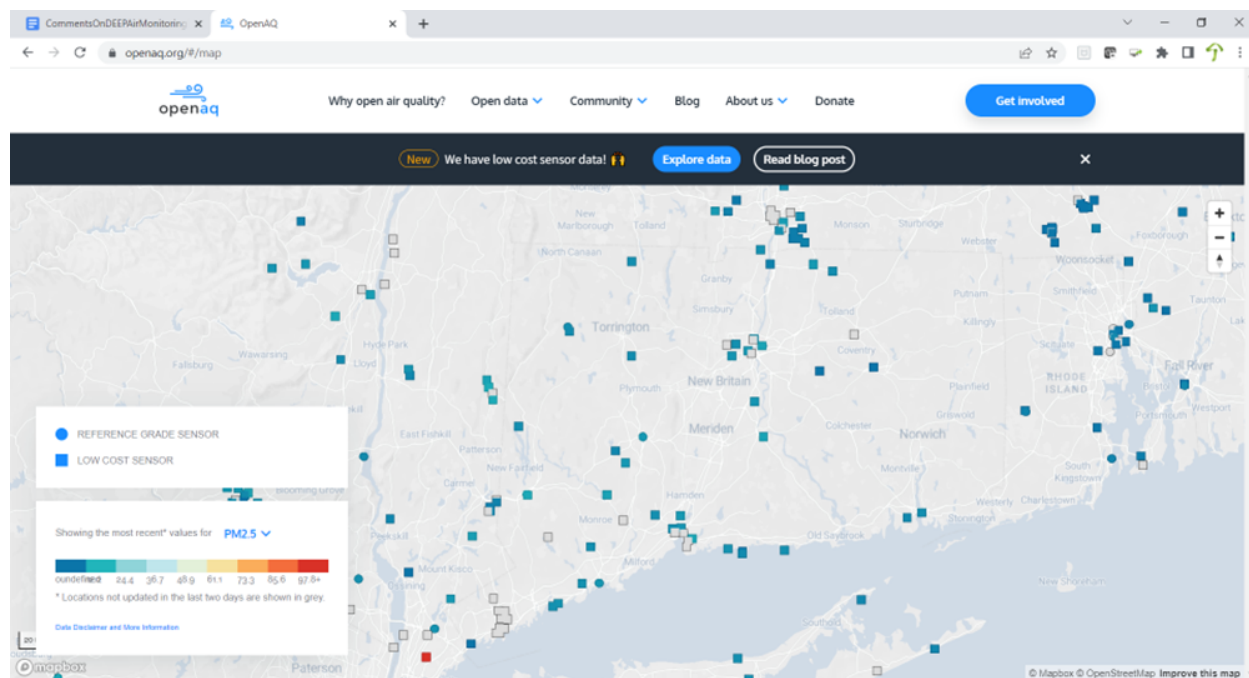 CommentsOnDEEPAirMonitoring
OpenAQ
openaq.org/#/map
openaq
Why open air quality?
Open data
Community
Blog
About us
Donate
Get involved
New
We have low cost sensor data!
Explore data
Read blog post
New
Marlborough
Tolland
Monson
Sturbridge
Webster
Foxborough
North Canaan
Woonsocket
Granby
Putnam
Smithfield
Taunton
Simsbury
Tolland
Killingly
Torrington
Hyde Park
Scituate
Fallsburg
Wawarsing
Lloyd
Coventry
Fall River
Plymouth
New Britain
Plainfield
RHODE
ISLAND
Bristol
Griswold
Portsmouth
Westport
Meriden
Colchester
Norwich
East Fishkill
REFERENCE GRADE SENSOR
LOW COST SENSOR
Patterson
New Fairfield
Montville
South
Kingstown
Blooming Grove
Carmel
Hamden
Westerly
Charlestown
Monroe
Stonington
Old Saybrook
Peekskill
Milford
Showing the most recent* values for
PM2.5
24.4
36.7
48.9
61.1
73.3
85.6
97.8+
* Locations not updated in the last two days are shown in grey.
Data Disclaimer and More Information
Mount Kisco
Ossining
New Shoreham
Southold
20
mapbox
Paterson
© Mapbox © OpenStreetMap Improve this map